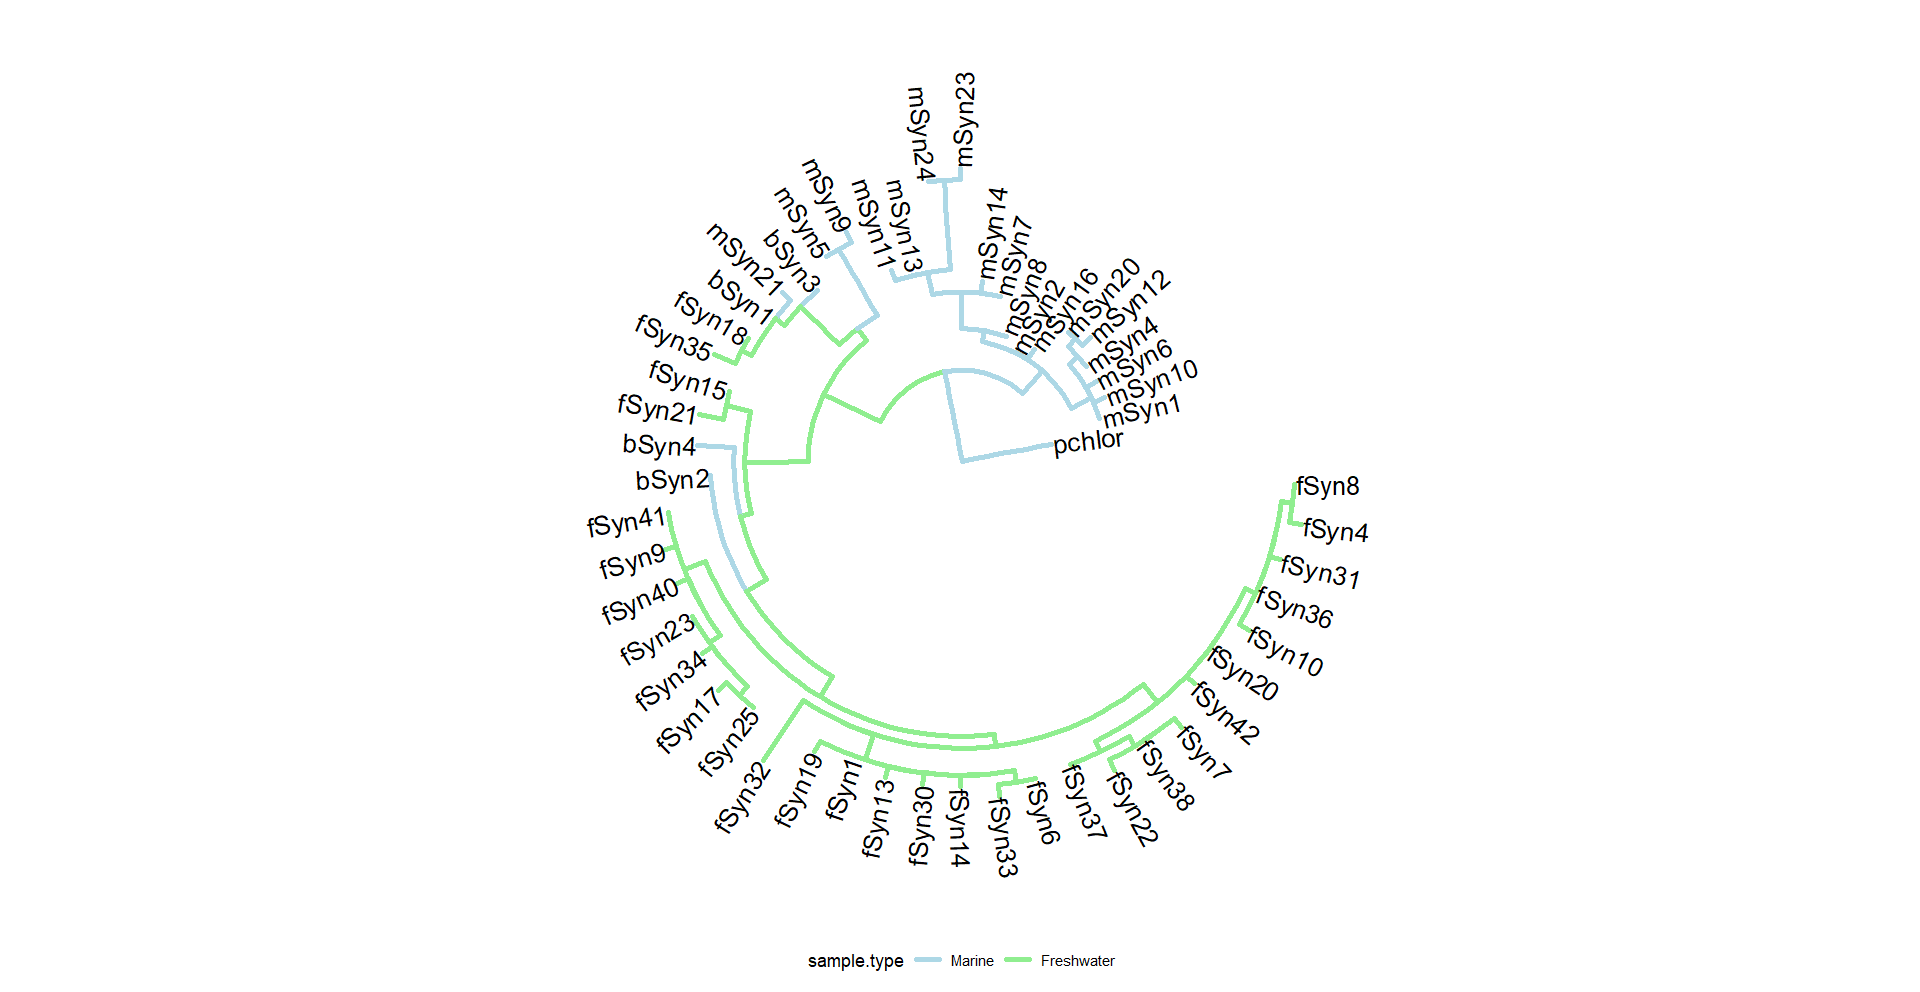 mSyn23
mSyn24
mSyn9
mSyn5
mSyn11
mSyn13
mSyn14
mSyn7
mSyn8
mSyn2
mSyn16
mSyn20
mSyn12
mSyn4
mSyn6
mSyn10
mSyn1
pchlor
bSyn3
mSyn21
bSyn1
fSyn18
fSyn35
fSyn15
fSyn21
bSyn4
bSyn2
fSyn41
fSyn9
fSyn40
fSyn23
fSyn34
fSyn17
fSyn25
fSyn32
fSyn19
fSyn1
fSyn13
fSyn30
fSyn14
fSyn33
fSyn6
fSyn37
fSyn22
fSyn38
fSyn7
fSyn42
fSyn20
fSyn10
fSyn36
fSyn31
fSyn4
fSyn8
sample.type Marine Freshwater